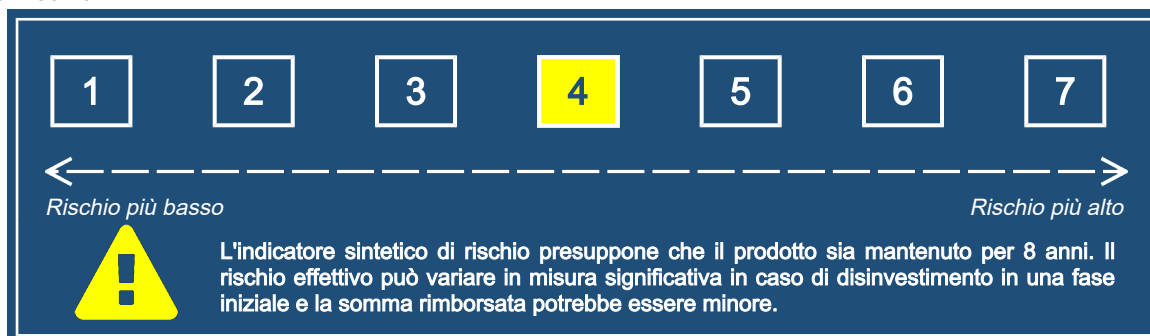 1 2 3 4 5 6 7
Rischio più basso Rischio più alto
L'indicatore sintetico di rischio presuppone che il prodotto sia mantenuto per 8 anni. Il
rischio effettivo può variare in misura significativa in caso di disinvestimento in una fase
iniziale e la somma rimborsata potrebbe essere minore.